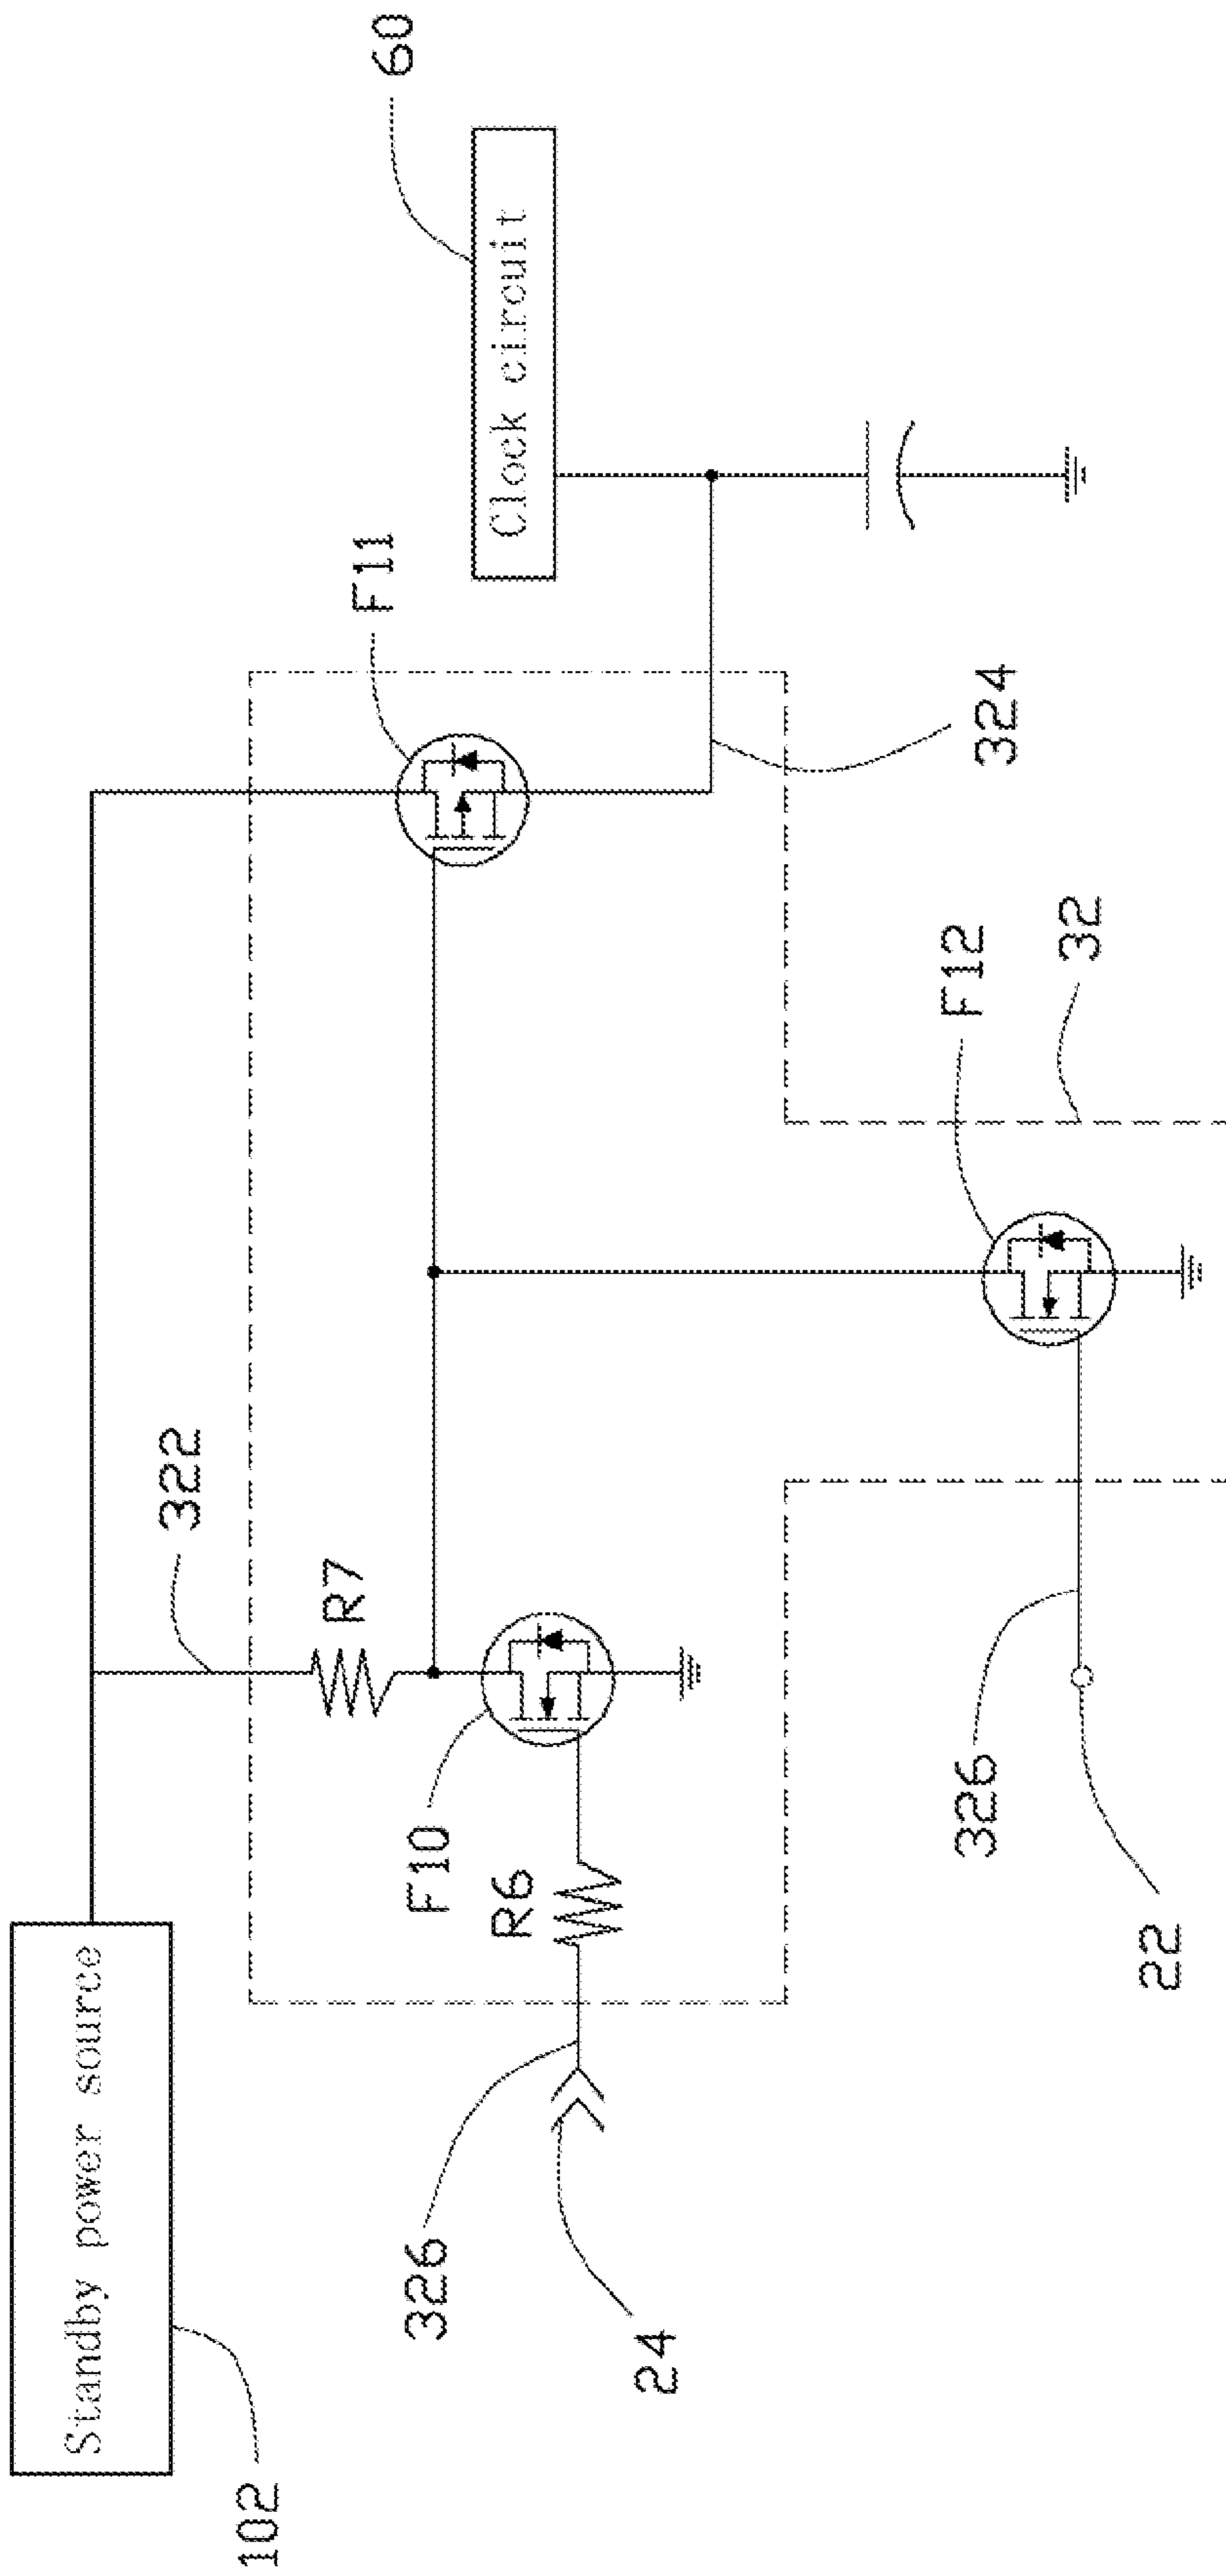 102
Standby power source
322
R7
F11
60
Clock circuit
F10
R6
326
24
324
F12
32
326
22